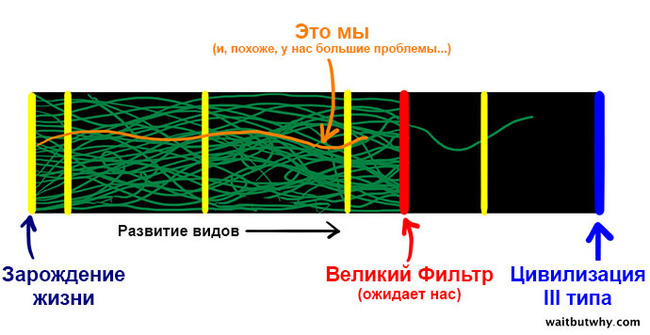 Это мы
(и, похоже, у нас большие проблемы...)
Развитие видов
Зарождение
жизни
Великий Фильтр
(ожидает нас)
Цивилизация
III типа
waitbutwhy.com